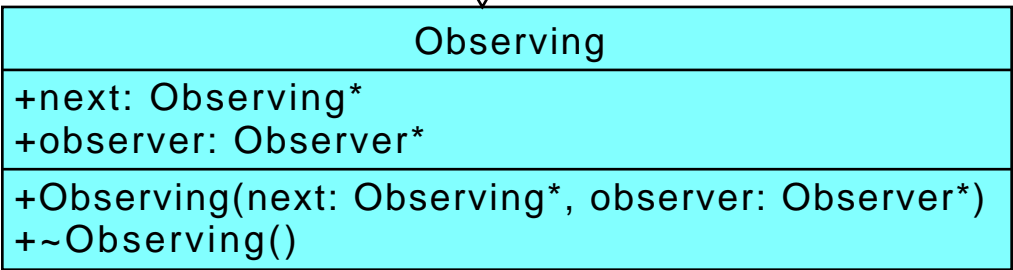 Observing
+next: Observing*
+observer: Observer*
+Observing(next: Observing*, observer: Observer*)
+~Observing()